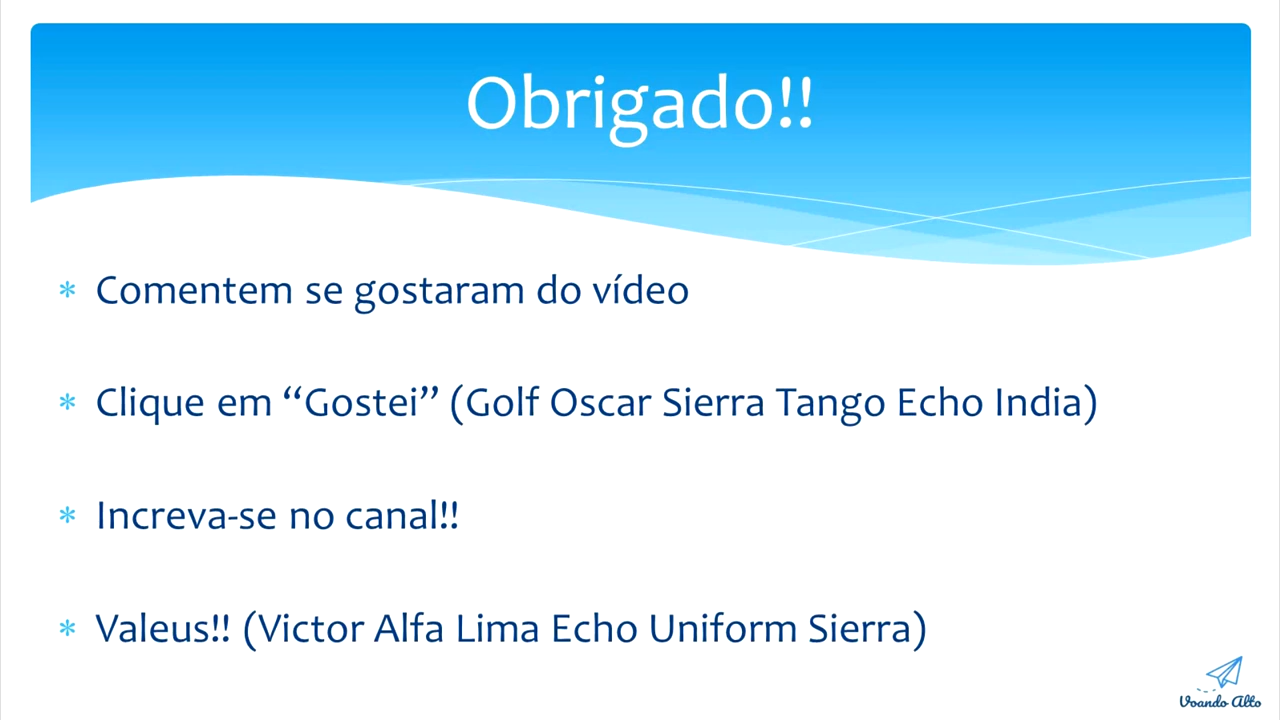 Obrigado!!
* Comentem se gostaram do vídeo
* Clique em “Gostei” (Golf Oscar Sierra Tango Echo India)
* Increva-se no canal!!
* Valeus!! (Victor Alfa Lima Echo Uniform Sierra)
Voando Alto